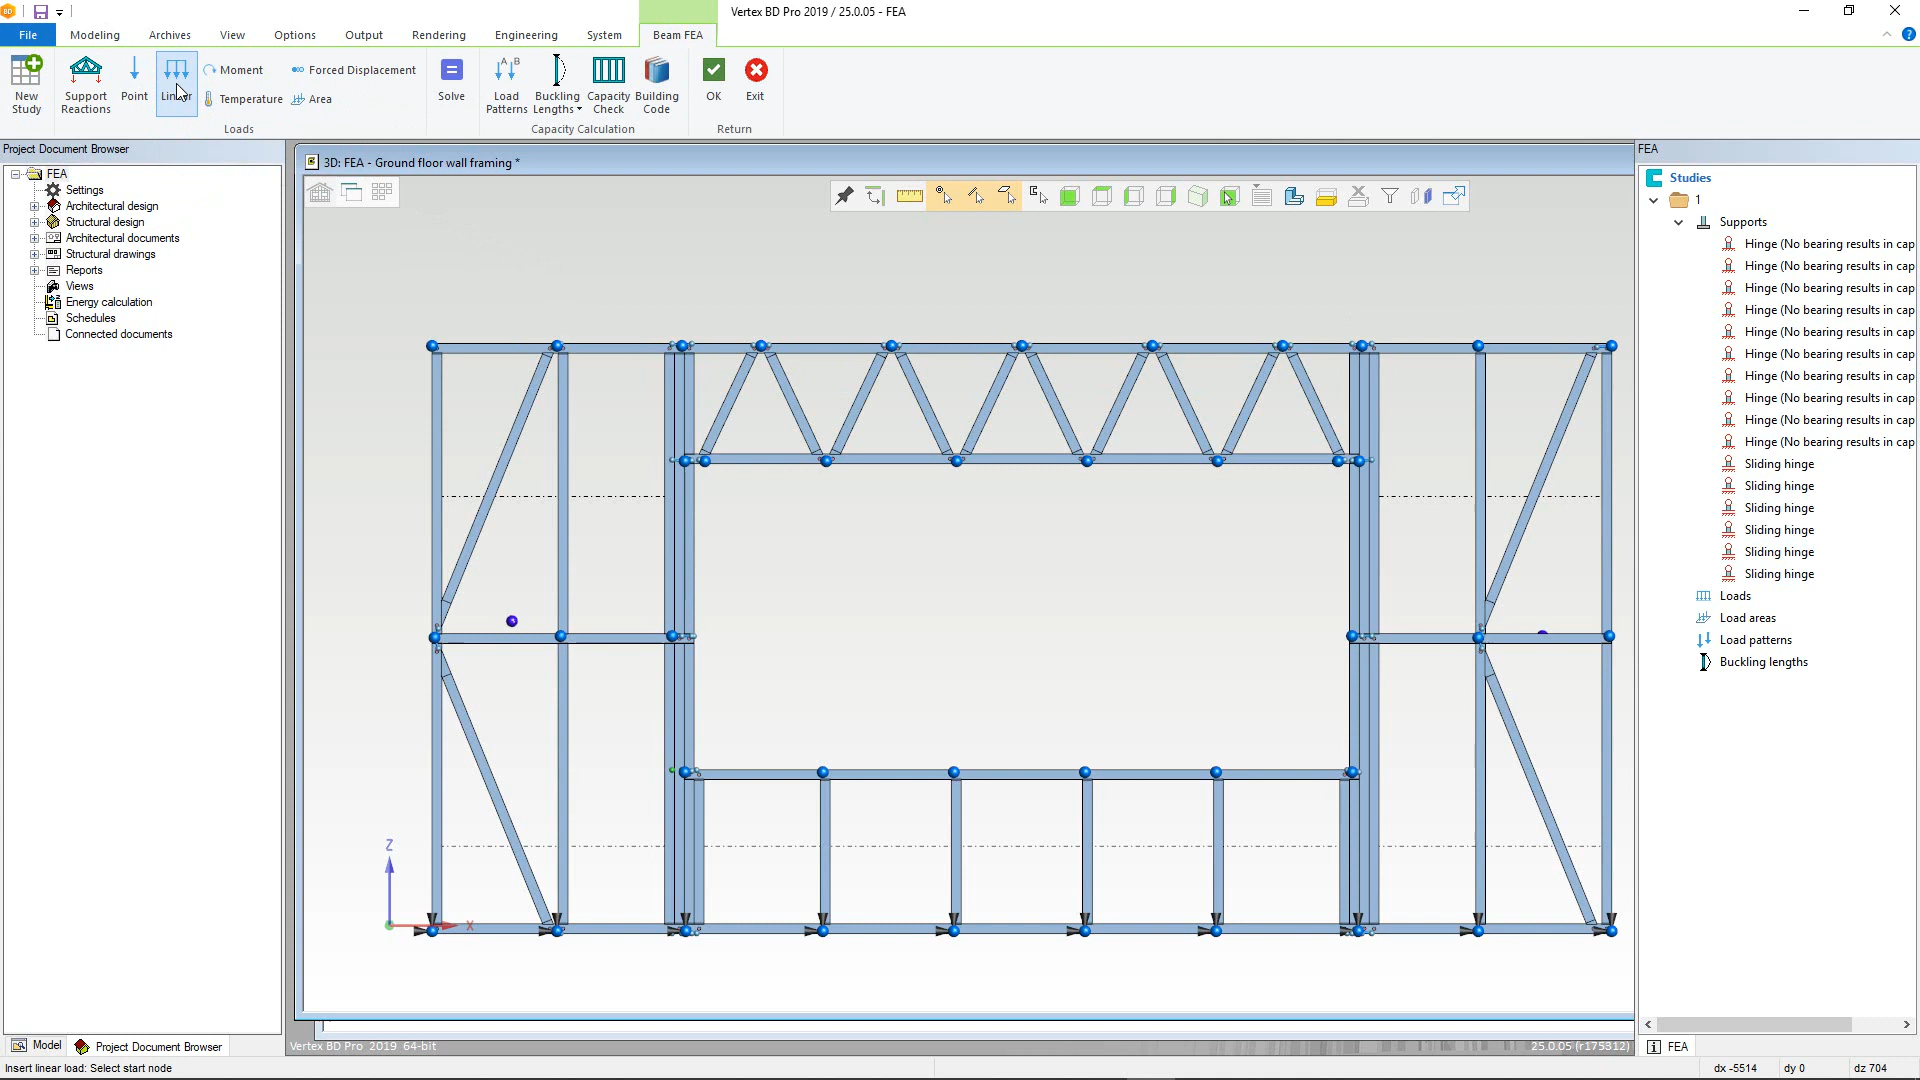 BD
Vertex BD Pro 2019 / 25.0.05 - FEA
File
Modeling
Archives
View
Options
Output
Rendering
Engineering
System
Beam FEA
New
Study
Support
Reactions
Point
Linear
Moment
Temperature
Forced Displacement
Area
Loads
Solve
Load
Patterns
Buckling
Lengths
Capacity
Check
Building
Code
Capacity Calculation
OK
Exit
Return
Project Document Browser
FEA
Settings
Architectural design
Structural design
Architectural documents
Structural drawings
Reports
Views
Energy calculation
Schedules
Connected documents
Model
Project Document Browser
3D: FEA - Ground floor wall framing *
Z
X
Vertex BD Pro 2019 64-bit
25.0.05 (r175312)
FEA
Studies
1
Supports
Hinge (No bearing results in cap
Hinge (No bearing results in cap
Hinge (No bearing results in cap
Hinge (No bearing results in cap
Hinge (No bearing results in cap
Hinge (No bearing results in cap
Hinge (No bearing results in cap
Hinge (No bearing results in cap
Hinge (No bearing results in cap
Hinge (No bearing results in cap
Sliding hinge
Sliding hinge
Sliding hinge
Sliding hinge
Sliding hinge
Sliding hinge
Loads
Load areas
Load patterns
Buckling lengths
FEA
Insert linear load: Select start node
dx -5514
dy 0
dz 704